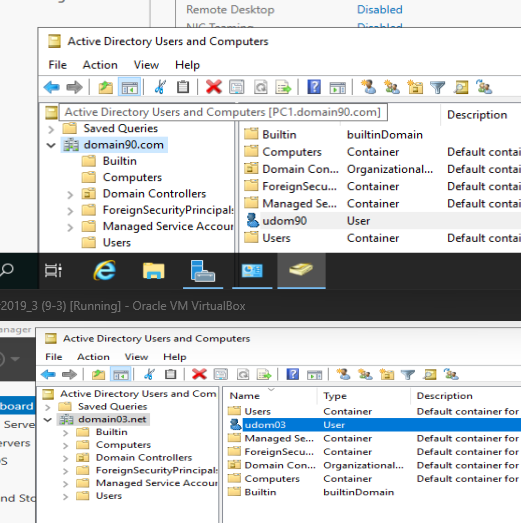 Remote Desktop Disabled
NIC Teaming Disabled
Active Directory Users and Computers
File Action View Help
Active Directory Users and Computers [PC1.domain90.com]
Description
Saved Queries
domain90.com
Builtin
Computers
Domain Controllers
ForeignSecurityPrincipals
Managed Service Accour
Users
Builtin builtinDomain
Computers Container Default contai
Domain Con... Organizational... Default contai
ForeignSecu... Container Default contai
Managed Se... Container Default contai
udom90 User
Users Container Default contai
2019_3 (9-3) [Running] - Oracle VM VirtualBox
anager
Active Directory Users and Computers
File Action View Help
board
Serve
ervers
S
nd Sto
Active Directory Users and Com
Saved Queries
domain03.net
Builtin
Computers
Domain Controllers
ForeignSecurityPrincipals
Managed Service Accour
Users
Name Type Description
Users Container Default container for
udom03 User
Managed Se... Container Default container for
ForeignSecu... Container Default container for
Domain Con... Organizational... Default container for
Computers Container Default container for
Builtin builtinDomain